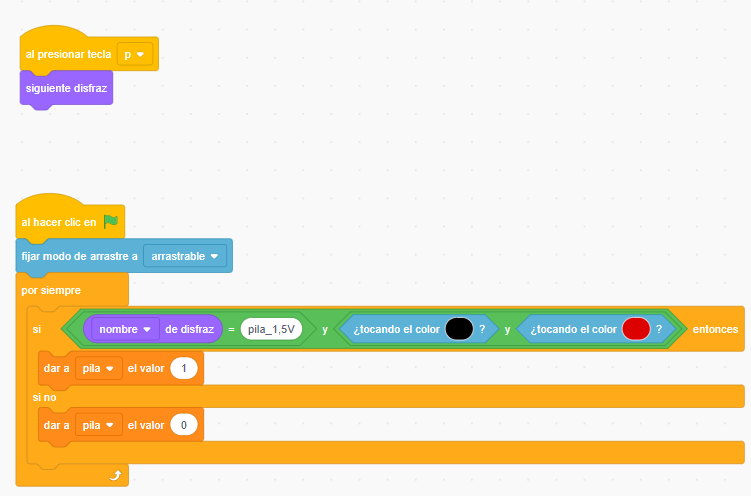 al presionar tecla p
siguiente disfraz
al hacer clic en
fijar modo de arrastre a arrastrable
por siempre
si nombre de disfraz = pila_1,5V y ¿tocando el color ? y ¿tocando el color ? entonces
dar a pila el valor 1
si no
dar a pila el valor 0